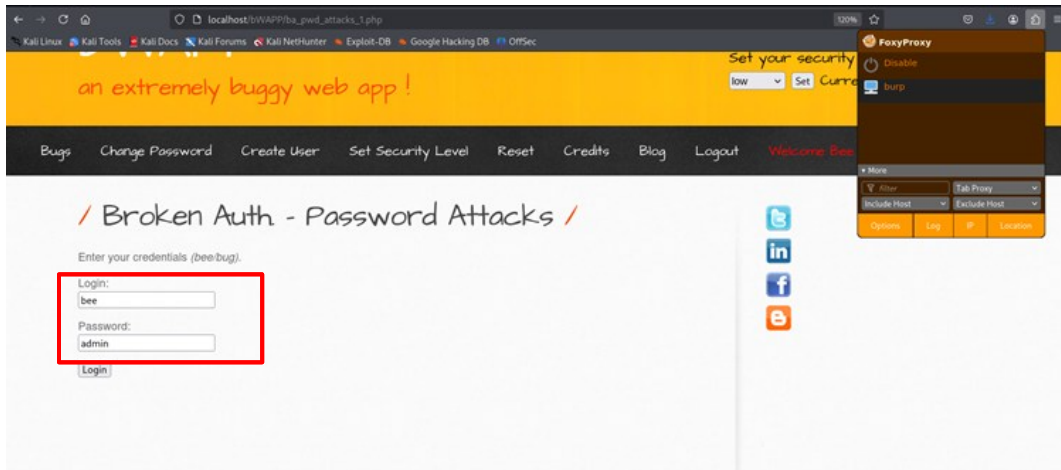 localhost/bWAPP/ba_pwd_attacks_1.php
120%
Kali Linux Kali Tools Kali Docs Kali Forums Kali NetHunter Exploit-DB Google Hacking DB OffSec
an extremely buggy web app !
Set your security
low Set Curre
FoxyProxy
Disable
burp
More
filter Tab Proxy
Include Host Exclude Host
Options Log IP Location
Bugs Change Password Create User Set Security Level Reset Credits Blog Logout Welcome Bee
/ Broken Auth. - Password Attacks /
Enter your credentials (bee/bug).
Login:
bee
Password:
admin
Login